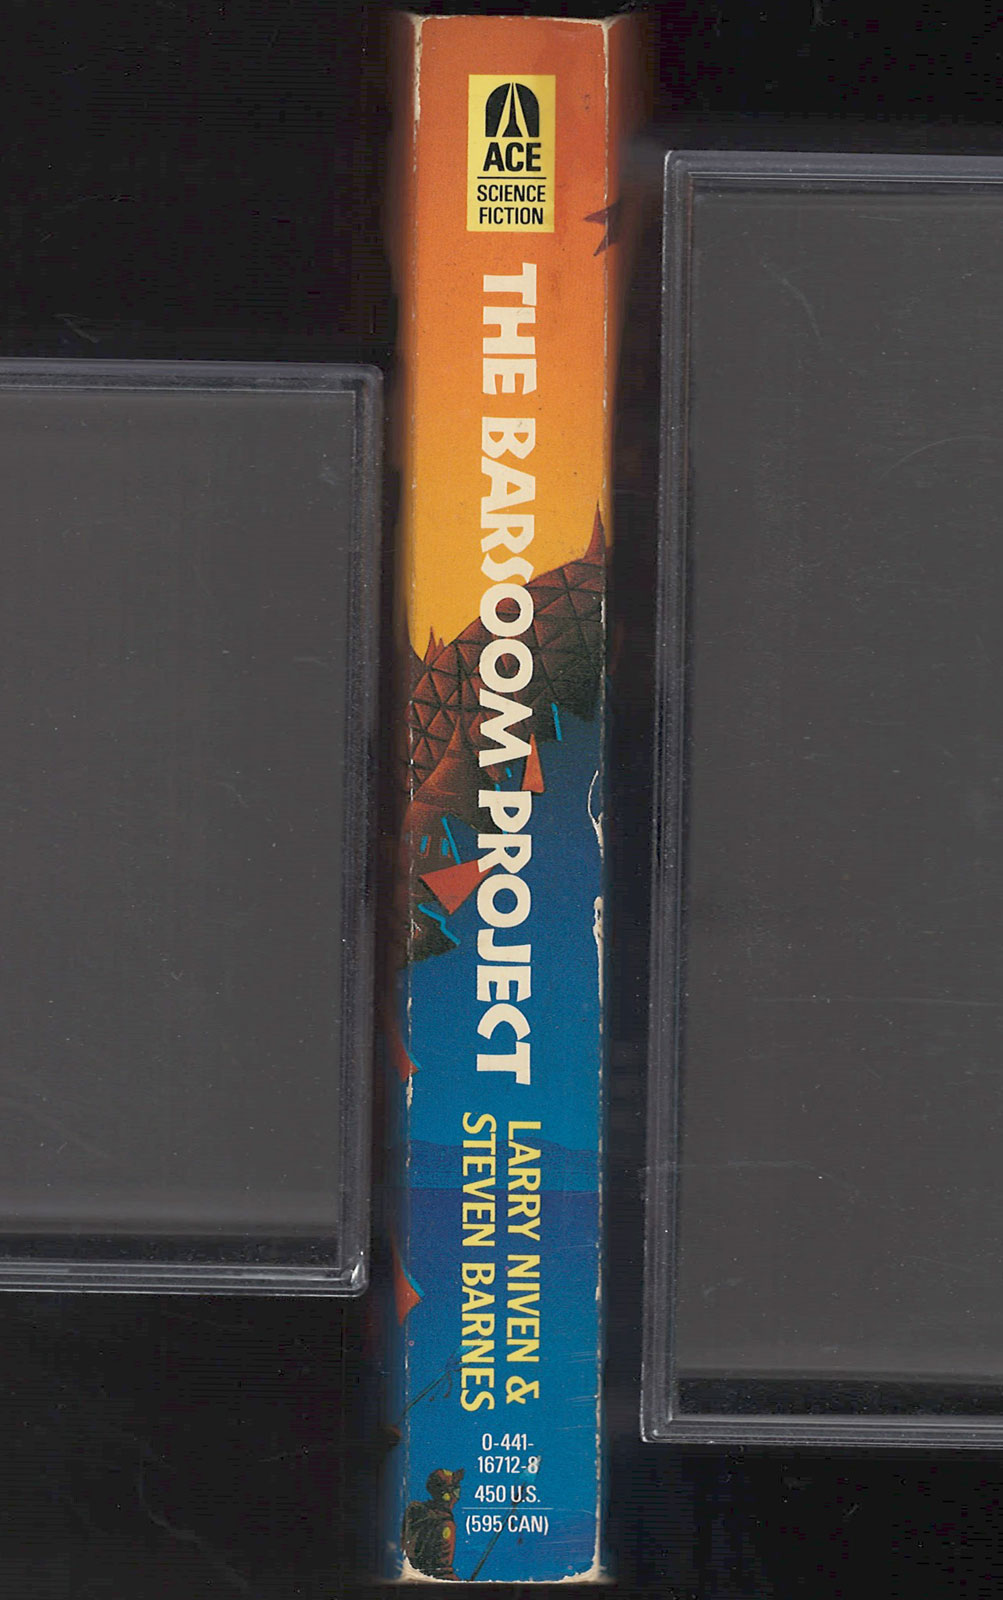 ACE
SCIENCE
FICTION
THE BARSOOM PROJECT
LARRY NIVEN &
STEVEN BARNES
0-441-
16712-8
450 U.S.
(595 CAN)